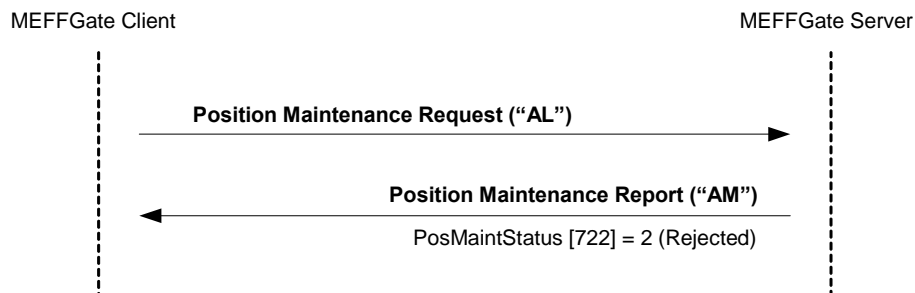 MEFFGate Client
MEFFGate Server
Position Maintenance Request (“AL”)
Position Maintenance Report (“AM”)
PosMaintStatus [722] = 2 (Rejected)